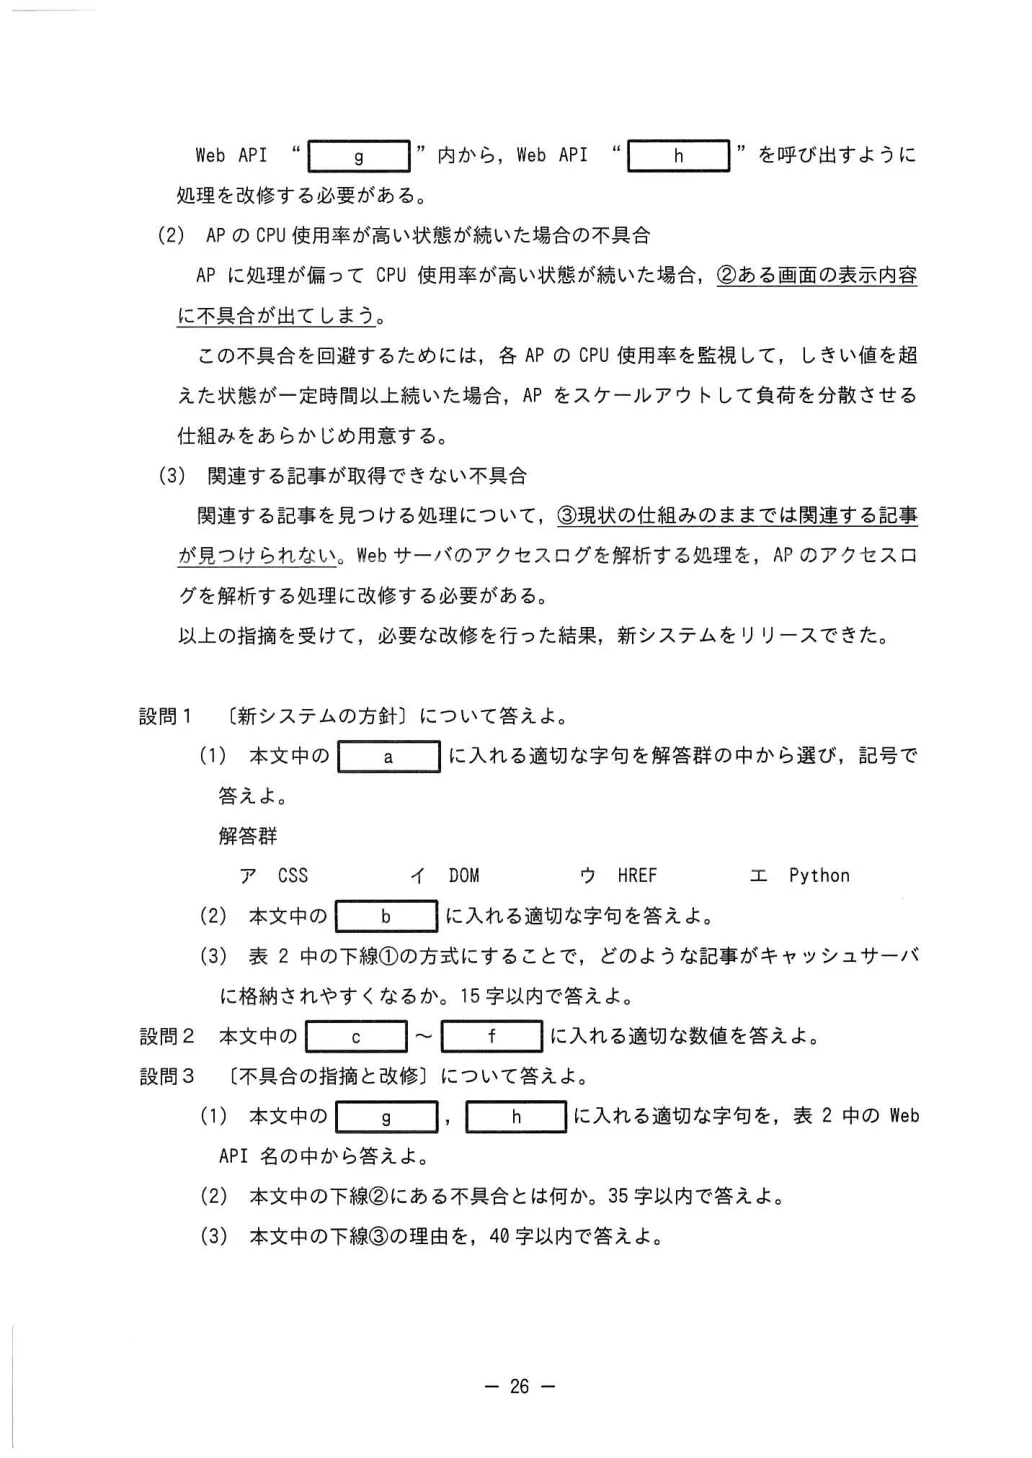 Web API “ g ” 内から，Web API “ h ” を呼び出すように
処理を改修する必要がある。
(2) AP の CPU 使用率が高い状態が続いた場合の不具合
AP に処理が偏って CPU 使用率が高い状態が続いた場合，②ある画面の表示内容
に不具合が出てしまう。
この不具合を回避するためには，各 AP の CPU 使用率を監視して，しきい値を超
えた状態が一定時間以上続いた場合，AP をスケールアウトして負荷を分散させる
仕組みをあらかじめ用意する。
(3) 関連する記事が取得できない不具合
関連する記事を見つける処理について，③現状の仕組みのままでは関連する記事
が見つけられない。Web サーバのアクセスログを解析する処理を，AP のアクセスロ
グを解析する処理に改修する必要がある。
以上の指摘を受けて，必要な改修を行った結果，新システムをリリースできた。
設問１ 〔新システムの方針〕について答えよ。
(1) 本文中の a に入れる適切な字句を解答群の中から選び，記号で
答えよ。
解答群
ア CSS イ DOM ウ HREF エ Python
(2) 本文中の b に入れる適切な字句を答えよ。
(3) 表 2 中の下線①の方式にすることで，どのような記事がキャッシュサーバ
に格納されやすくなるか。15 字以内で答えよ。
設問２ 本文中の c ～ f に入れる適切な数値を答えよ。
設問３ 〔不具合の指摘と改修〕について答えよ。
(1) 本文中の g ， h に入れる適切な字句を，表 2 中の Web
API 名の中から答えよ。
(2) 本文中の下線②にある不具合とは何か。35 字以内で答えよ。
(3) 本文中の下線③の理由を，40 字以内で答えよ。
－ 26 －